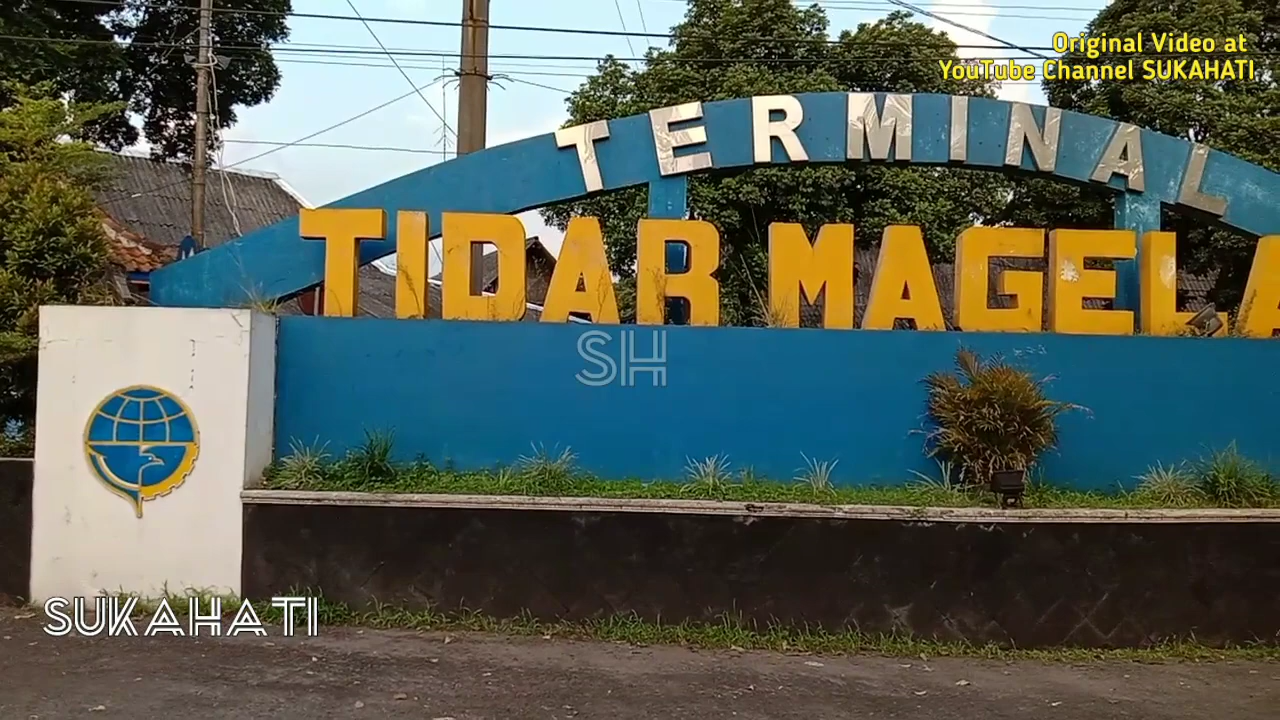 Original Video at
YouTube Channel SUKAHATI
TERMINAL
TIDAR MAGELA
SH
SUKAHATI